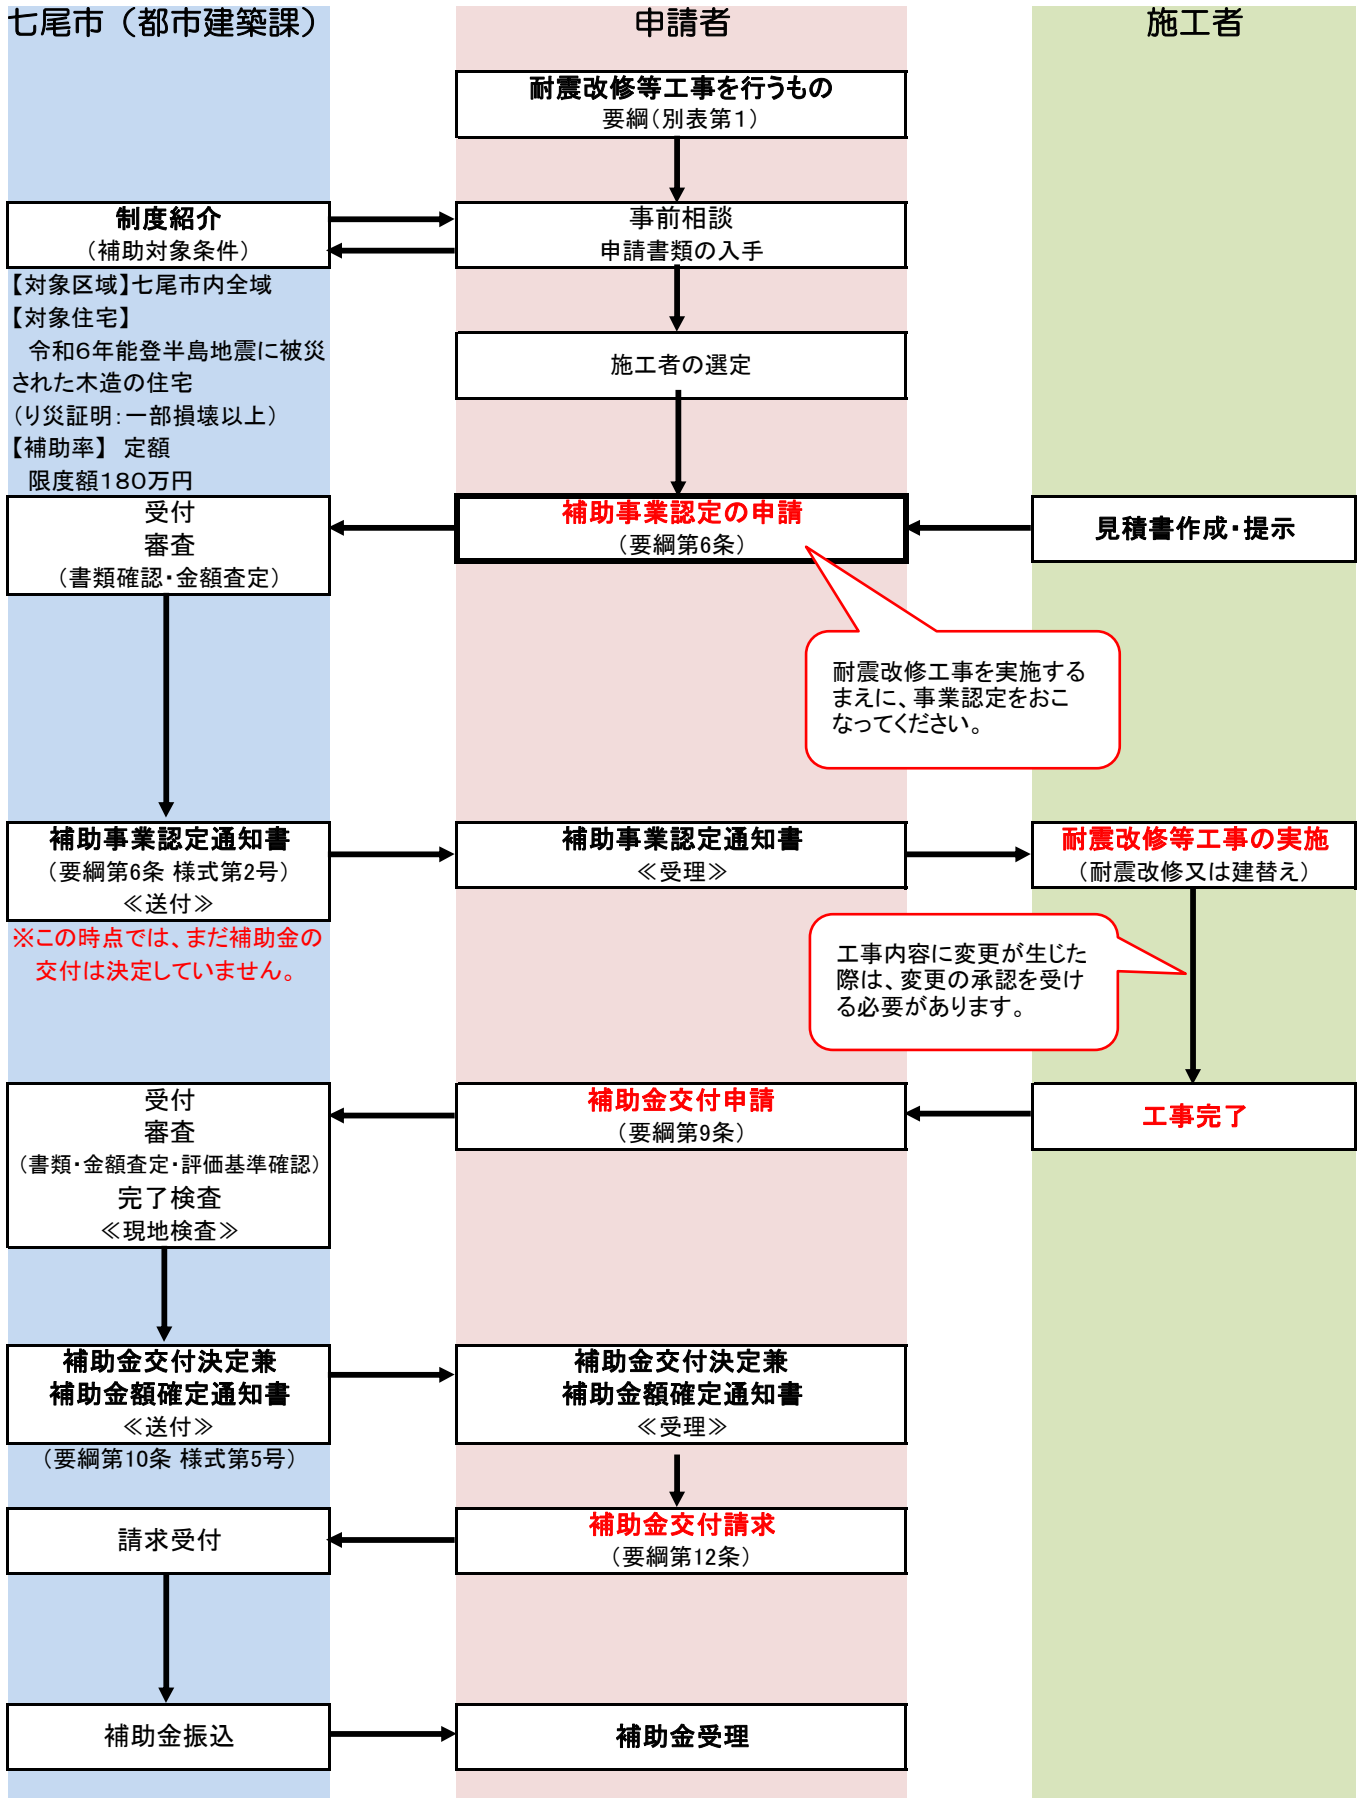 七尾市（都市建築課）
申請者
施工者
耐震改修等工事を行うもの
要綱（別表第１）
制度紹介
（補助対象条件）
事前相談
申請書類の入手
【対象区域】七尾市内全域
【対象住宅】
令和６年能登半島地震に被災
された木造の住宅
（り災証明：一部損壊以上）
【補助率】 定額
限度額１８０万円
施工者の選定
受付
審査
（書類確認・金額査定）
補助事業認定の申請
（要綱第6条）
見積書作成・提示
耐震改修工事を実施する
まえに、事業認定をおこ
なってください。
補助事業認定通知書
（要綱第6条 様式第2号）
≪送付≫
補助事業認定通知書
≪受理≫
耐震改修等工事の実施
（耐震改修又は建替え）
※この時点では、まだ補助金の
交付は決定していません。
工事内容に変更が生じた
際は、変更の承認を受け
る必要があります。
受付
審査
（書類・金額査定・評価基準確認）
完了検査
≪現地検査≫
補助金交付申請
（要綱第9条）
工事完了
補助金交付決定兼
補助金額確定通知書
≪送付≫
（要綱第10条 様式第5号）
補助金交付決定兼
補助金額確定通知書
≪受理≫
請求受付
補助金交付請求
（要綱第12条）
補助金振込
補助金受理